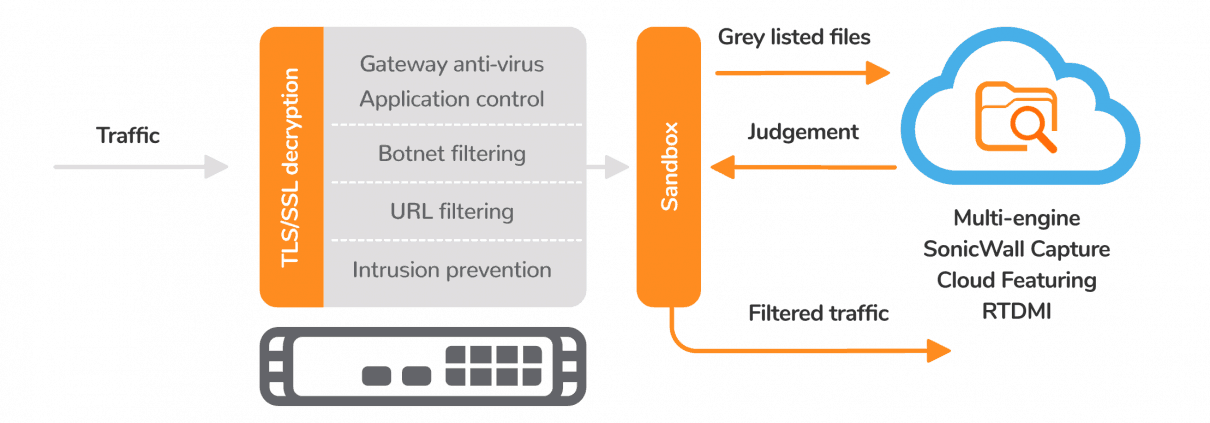 Traffic
TLS/SSL decryption
Gateway anti-virus
Application control
Botnet filtering
URL filtering
Intrusion prevention
Sandbox
Grey listed files
Judgement
Multi-engine
SonicWall Capture
Cloud Featuring
RTDMI
Filtered traffic